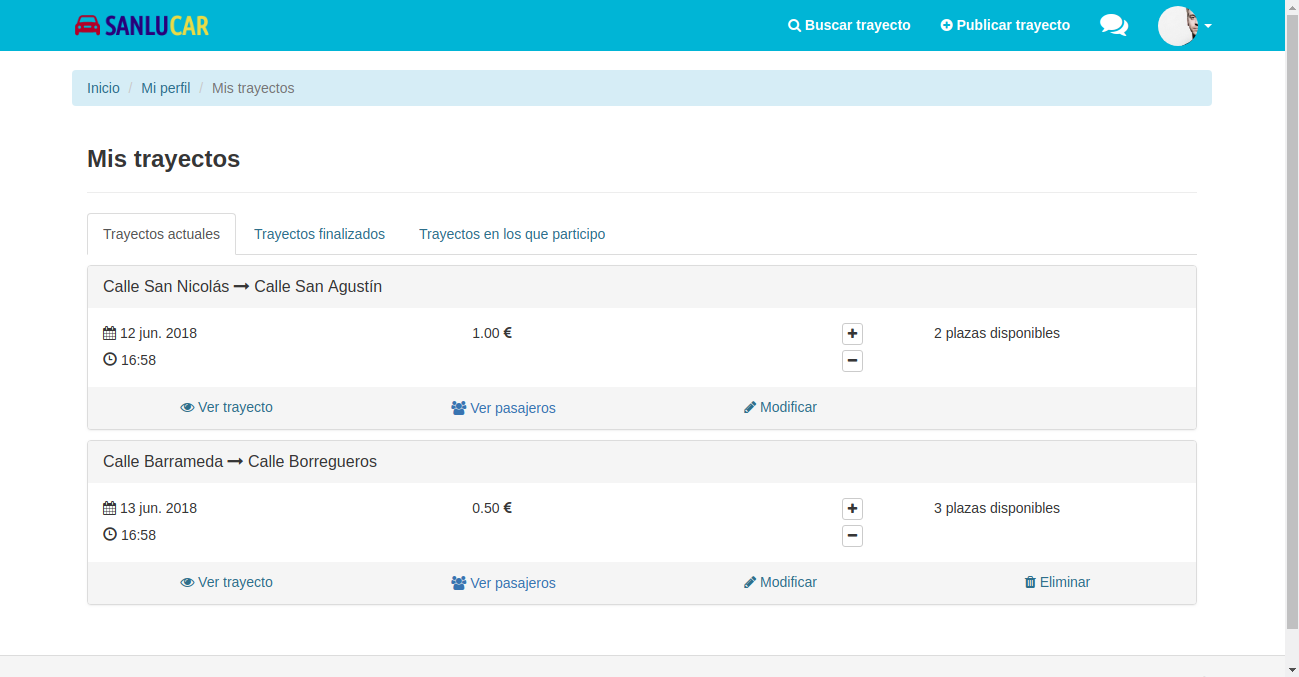 SANLUCAR
Buscar trayecto
Publicar trayecto
Inicio / Mi perfil / Mis trayectos
Mis trayectos
Trayectos actuales
Trayectos finalizados
Trayectos en los que participo
Calle San Nicolás → Calle San Agustín
12 jun. 2018
1.00 €
+
2 plazas disponibles
16:58
−
Ver trayecto
Ver pasajeros
Modificar
Calle Barrameda → Calle Borregueros
13 jun. 2018
0.50 €
+
3 plazas disponibles
16:58
−
Ver trayecto
Ver pasajeros
Modificar
Eliminar